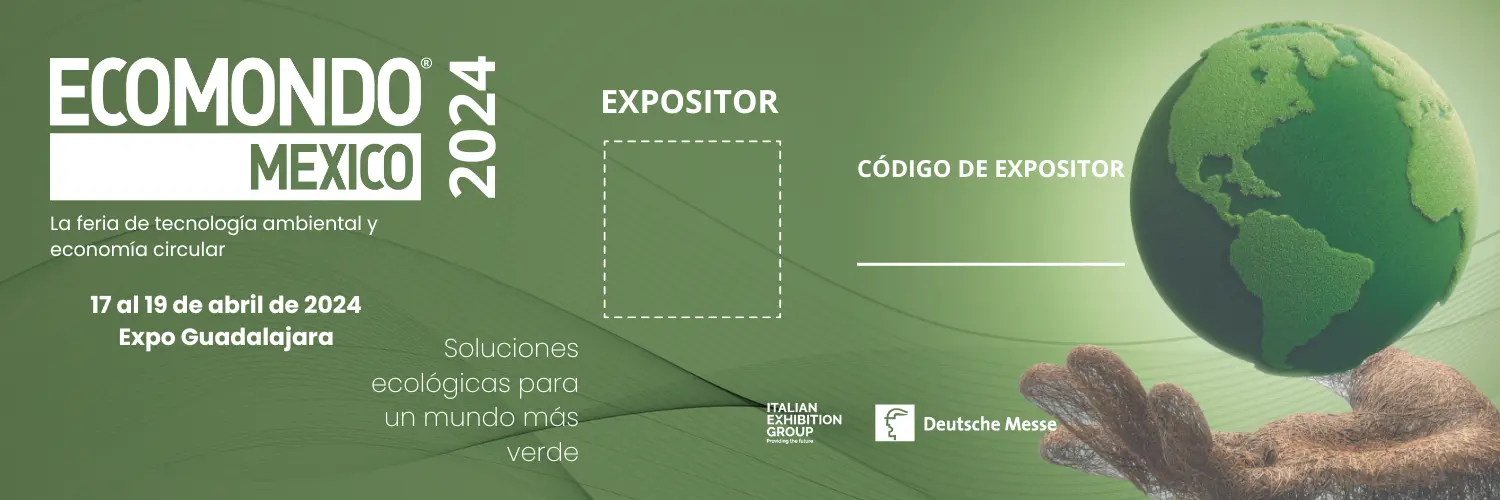 ECOMONDO®
MEXICO
2024
La feria de tecnología ambiental y
economía circular
17 al 19 de abril de 2024
Expo Guadalajara
Soluciones
ecológicas para
un mundo más
verde
EXPOSITOR
CÓDIGO DE EXPOSITOR
ITALIAN
EXHIBITION
GROUP
Providing the future
Deutsche Messe